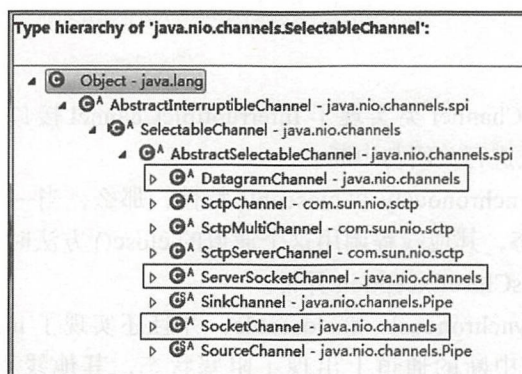 Type hierarchy of 'java.nio.channels.SelectableChannel':
Object - java.lang
AbstractInterruptibleChannel - java.nio.channels.spi
SelectableChannel - java.nio.channels
AbstractSelectableChannel - java.nio.channels.spi
DatagramChannel - java.nio.channels
SctpChannel - com.sun.nio.sctp
SctpMultiChannel - com.sun.nio.sctp
SctpServerChannel - com.sun.nio.sctp
ServerSocketChannel - java.nio.channels
SinkChannel - java.nio.channels.Pipe
SocketChannel - java.nio.channels
SourceChannel - java.nio.channels.Pipe